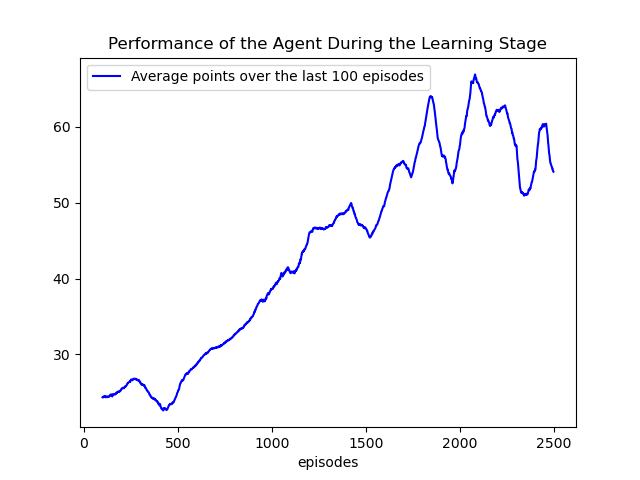 Performance of the Agent During the Learning Stage
Average points over the last 100 episodes
60
50
40
30
0 500 1000 1500 2000 2500
episodes